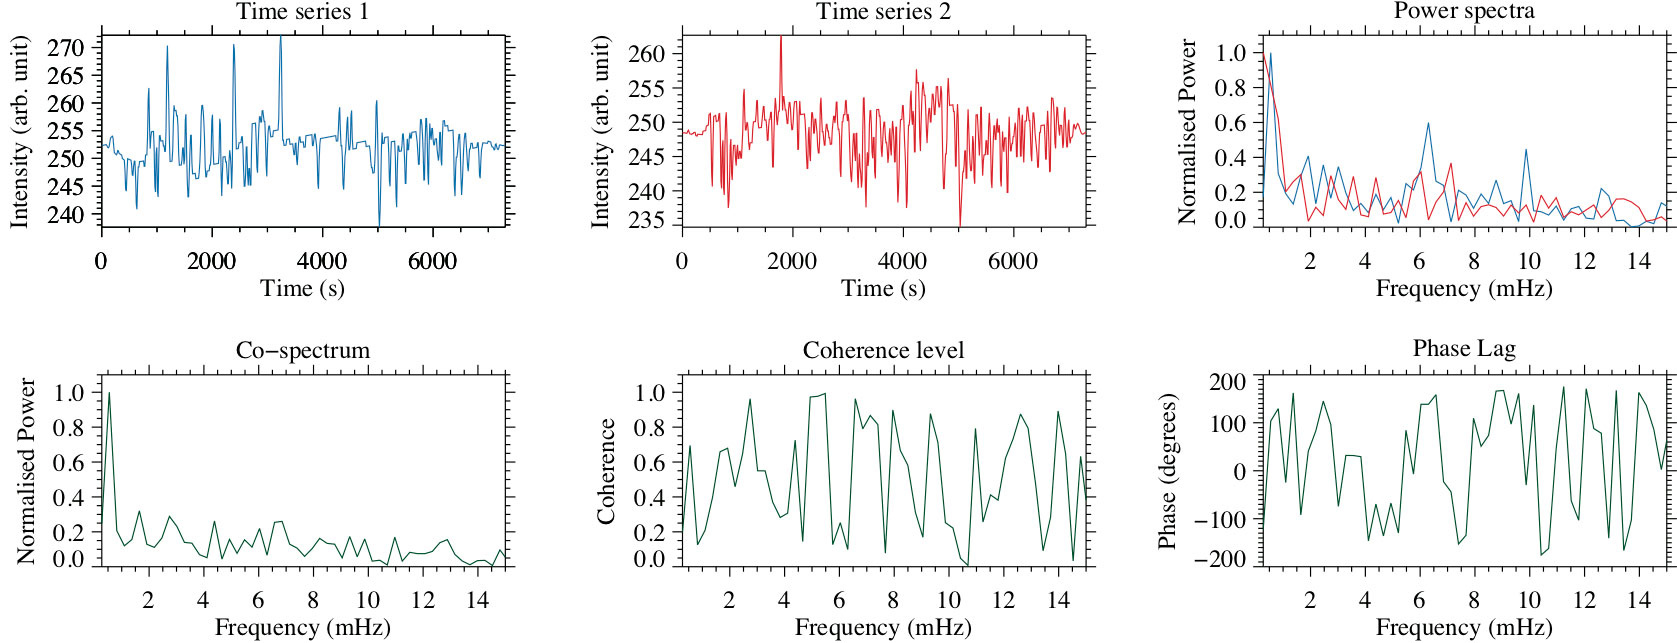 Time series 1
Intensity (arb. unit)
270
265
260
255
250
245
240
0 2000 4000 6000
Time (s)
Time series 2
Intensity (arb. unit)
260
255
250
245
240
235
0 2000 4000 6000
Time (s)
Power spectra
Normalised Power
1.0
0.8
0.6
0.4
0.2
0.0
2 4 6 8 10 12 14
Frequency (mHz)
Co−spectrum
Normalised Power
1.0
0.8
0.6
0.4
0.2
0.0
2 4 6 8 10 12 14
Frequency (mHz)
Coherence level
Coherence
1.0
0.8
0.6
0.4
0.2
0.0
2 4 6 8 10 12 14
Frequency (mHz)
Phase Lag
Phase (degrees)
200
100
0
−100
−200
2 4 6 8 10 12 14
Frequency (mHz)